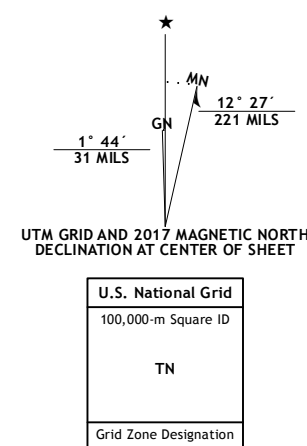 MN
12° 27´
221 MILS
GN
1° 44´
31 MILS
UTM GRID AND 2017 MAGNETIC NORTH
DECLINATION AT CENTER OF SHEET
U.S. National Grid
100,000-m Square ID
TN
Grid Zone Designation